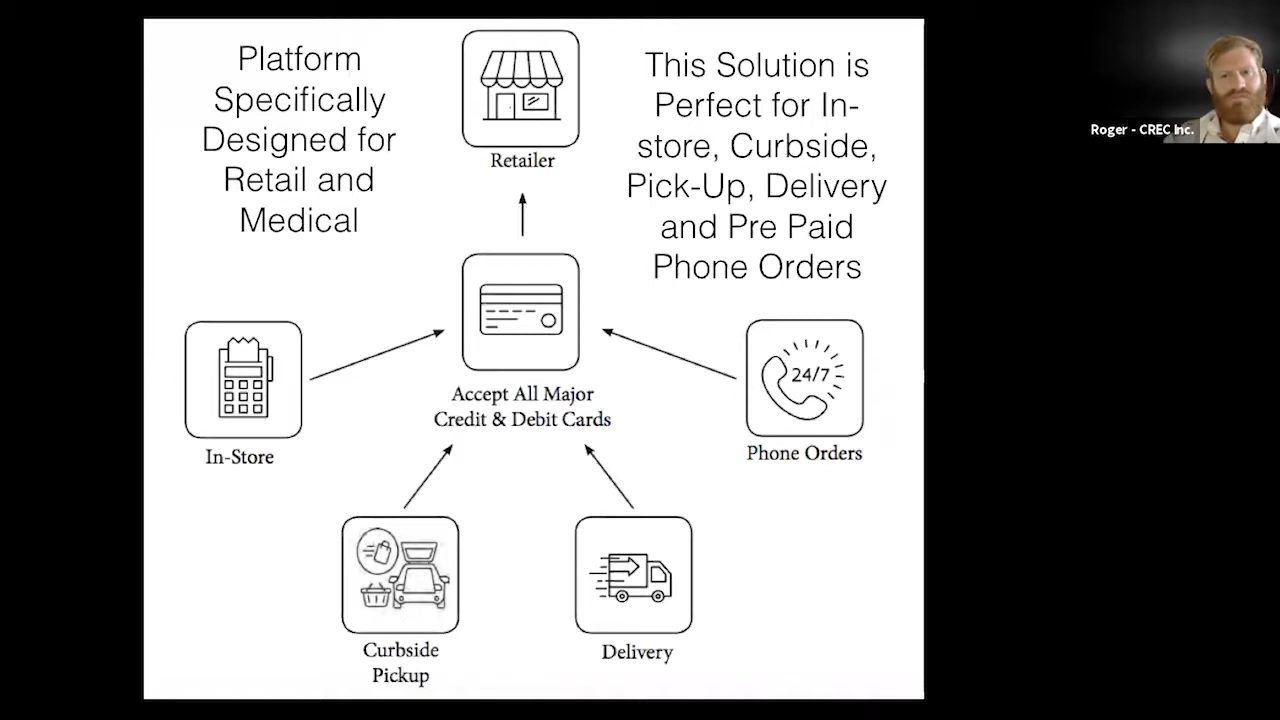 Platform
Specifically
Designed for
Retail and
Medical
Retailer
This Solution is
Perfect for In-
store, Curbside,
Pick-Up, Delivery
and Pre Paid
Phone Orders
Roger - CREC Inc.
Accept All Major
Credit & Debit Cards
In-Store
24/7
Phone Orders
Curbside
Pickup
Delivery